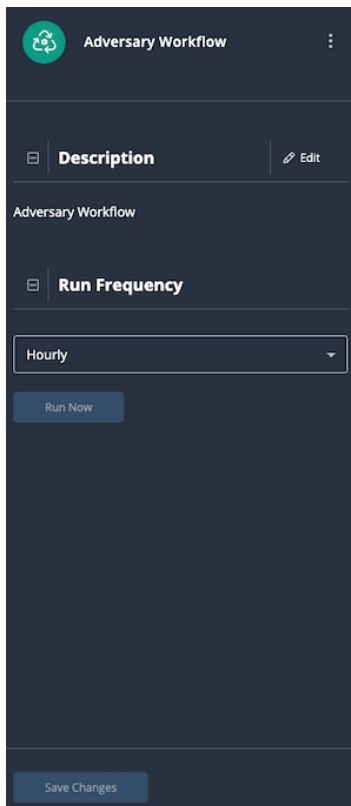 Adversary Workflow
Description
Edit
Adversary Workflow
Run Frequency
Hourly
Run Now
Save Changes